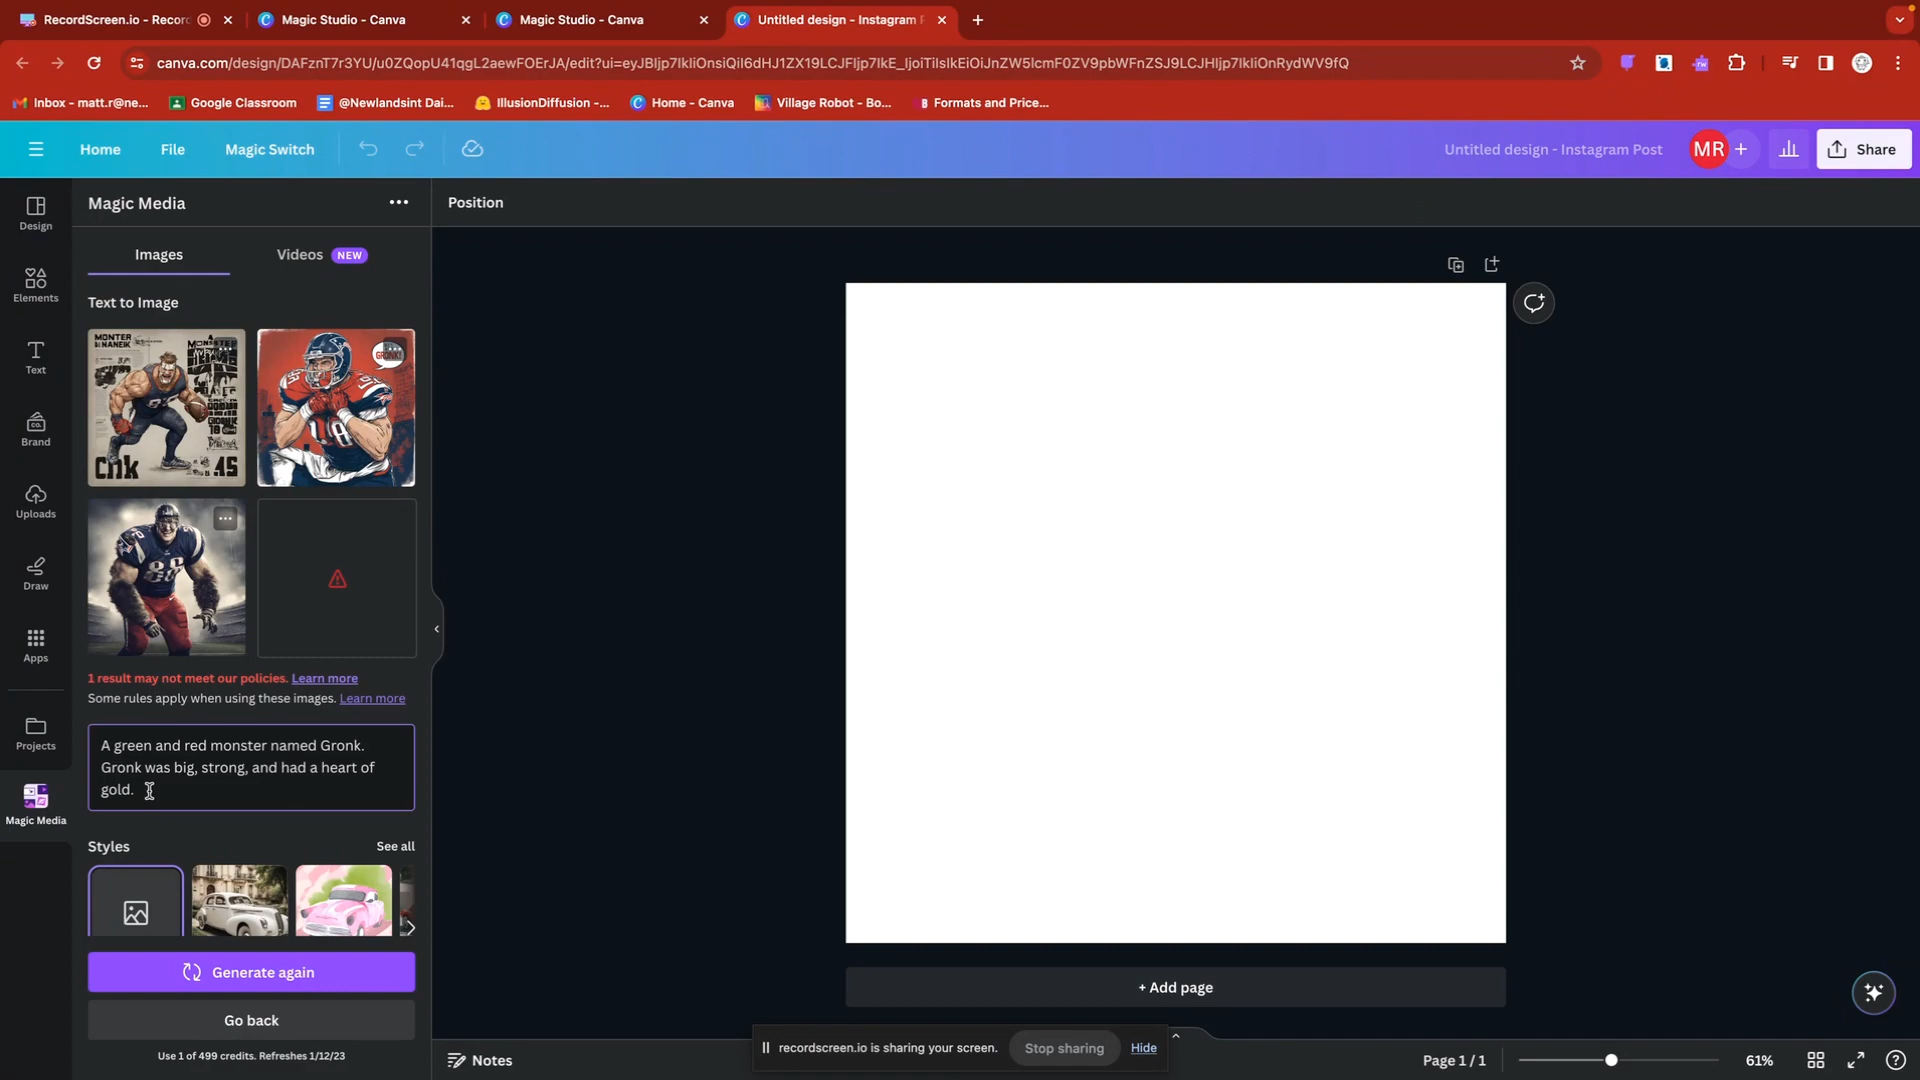 RecordScreen.io - Recor
Magic Studio - Canva
Magic Studio - Canva
Untitled design - Instagram P
canva.com/design/DAFznT7r3YU/u0ZQopU41qgL2aewFOErJA/edit?ui=eyJBIjp7IkIiOnsiQiI6dHJ1ZX19LCJFIjp7IkE_IjoiTiIsIkEiOiJnZW5lcmF0ZV9pbWFnZSJ9LCJHIjp7IkIiOnRydWV9fQ
Inbox - matt.r@ne...
Google Classroom
@Newlandsint Dai...
IllusionDiffusion -...
Home - Canva
Village Robot - Bo...
Formats and Price...
Home
File
Magic Switch
Untitled design - Instagram Post
MR
Share
Design
Elements
Text
Brand
Uploads
Draw
Apps
Projects
Magic Media
Magic Media
Position
Images
Videos NEW
Text to Image
GRONK!
88
1 result may not meet our policies. Learn more
Some rules apply when using these images. Learn more
A green and red monster named Gronk.
Gronk was big, strong, and had a heart of
gold.
Styles
See all
Generate again
Go back
Use 1 of 499 credits. Refreshes 1/12/23
+ Add page
recordscreen.io is sharing your screen.
Stop sharing
Hide
Notes
Page 1 / 1
61%